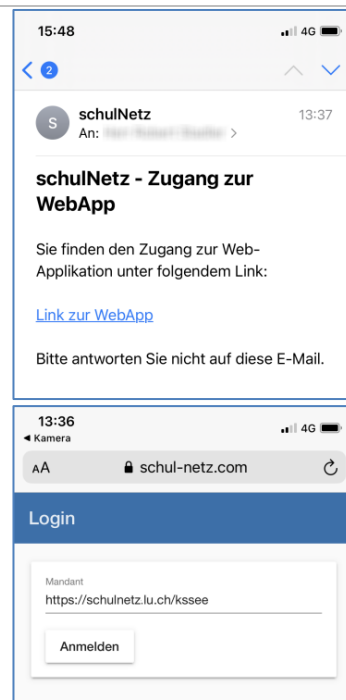 15:48
4G
2
S
schulNetz
13:37
An:
schulNetz - Zugang zur
WebApp
Sie finden den Zugang zur Web-
Applikation unter folgendem Link:
Link zur WebApp
Bitte antworten Sie nicht auf diese E-Mail.
13:36
4G
Kamera
AA
schul-netz.com
Login
Mandant
https://schulnetz.lu.ch/kssee
Anmelden